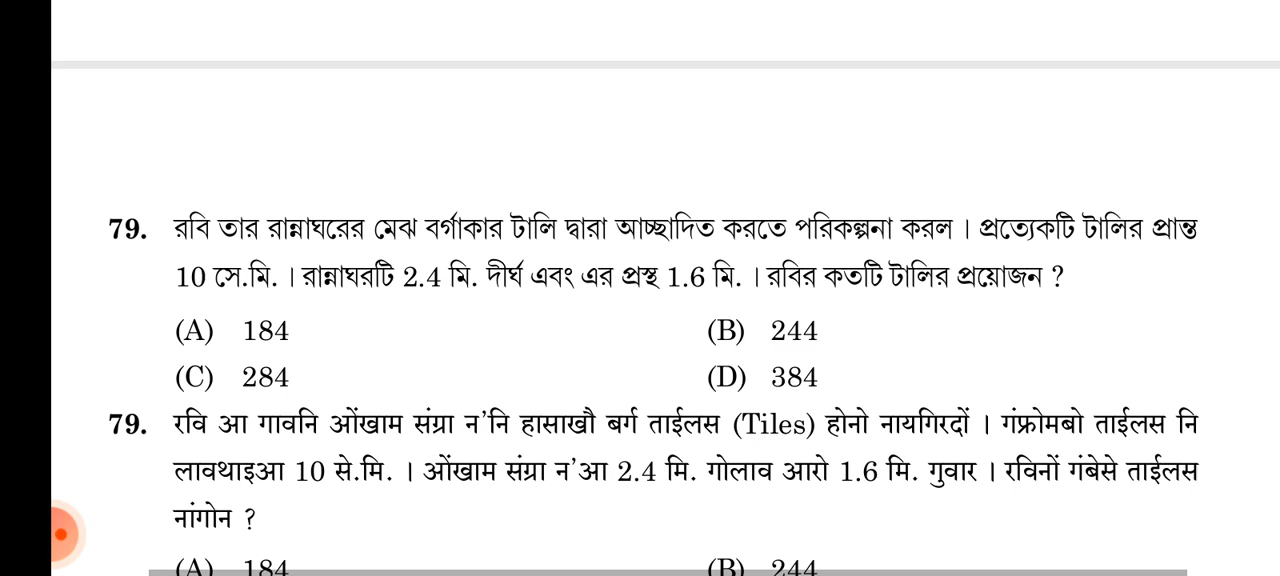 79. রবি তার রান্নাঘরের মেঝ বর্গাকার টালি দ্বারা আচ্ছাদিত করতে পরিকল্পনা করল । প্রত্যেকটি টালির প্রান্ত
10 সে.মি. । রান্নাঘরটি 2.4 মি. দীর্ঘ এবং এর প্রস্থ 1.6 মি. । রবির কতটি টালির প্রয়োজন ?
(A) 184 (B) 244
(C) 284 (D) 384
79. रवि आ गावनि ओंखाम संग्रा न'नि हासाखौ बर्ग ताईलस (Tiles) होनो नायगिरदों । गंफ्रोमबो ताईलस नि
लावथाइआ 10 से.मि. । ओंखाम संग्रा न'आ 2.4 मि. गोलाव आरो 1.6 मि. गुवार । रविनों गंबेसे ताईलस
नांगोन ?
(A) 184 (B) 244